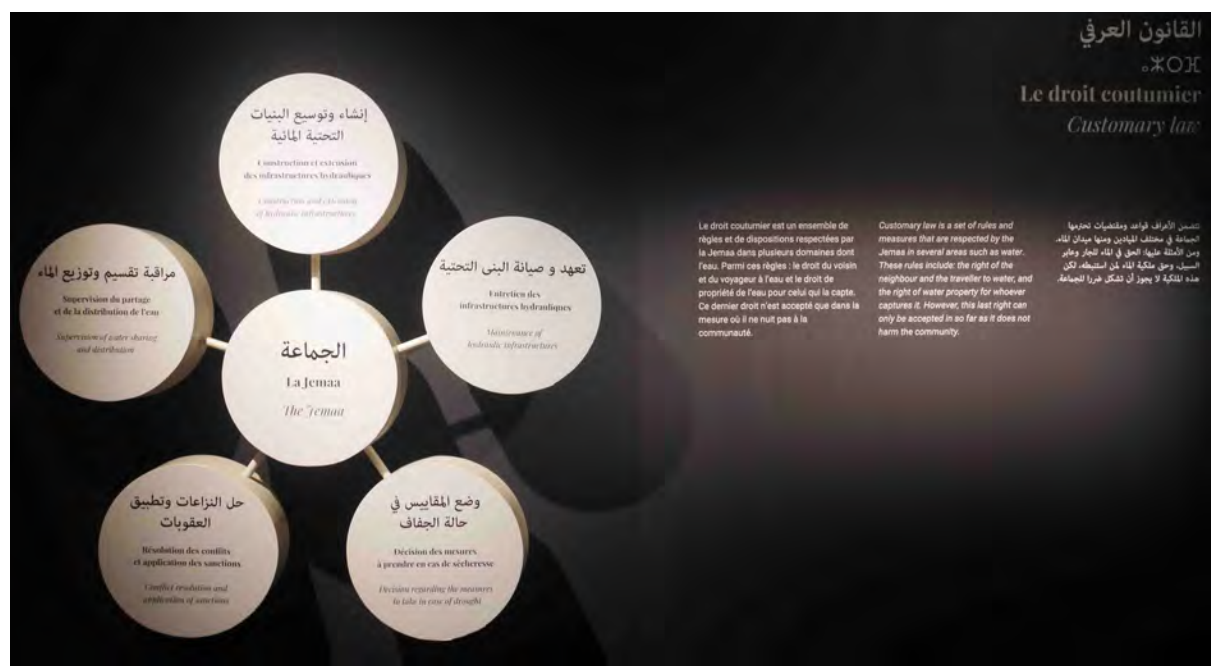 القانون العرفي
ⴰⵣⵔⴼ
Le droit coutumier
Customary law
إنشاء وتوسيع البنيات
التحتية المائية
Construction et extension
des infrastructures hydrauliques
Construction and extension
of hydraulic infrastructures
مراقبة تقسيم وتوزيع الماء
Supervision du partage
et de la distribution de l'eau
Supervision of water sharing
and distribution
تعهد و صيانة البنى التحتية
Entretien des
infrastructures hydrauliques
Maintenance of
hydraulic infrastructures
الجماعة
La Jemaa
The Jemaa
حل النزاعات وتطبيق
العقوبات
Résolution des conflits
et application des sanctions
Conflict resolution and
application of sanctions
وضع المقاييس في
حالة الجفاف
Décision des mesures
à prendre en cas de sécheresse
Decision regarding the measures
to take in case of drought
Le droit coutumier est un ensemble de
règles et de dispositions respectées par
la Jemaa dans plusieurs domaines dont
l'eau. Parmi ces règles : le droit du voisin
et du voyageur à l'eau et le droit de
propriété de l'eau pour celui qui la capte.
Ce dernier droit n'est accepté que dans la
mesure où il ne nuit pas à la
communauté.
Customary law is a set of rules and
measures that are respected by the
Jemaa in several areas such as water.
These rules include: the right of the
neighbour and the traveller to water, and
the right of water property for whoever
captures it. However, this last right can
only be accepted in so far as it does not
harm the community.
تتضمن الأعراف قواعد ومقتضيات تحترمها
الجماعة في مختلف الميادين ومنها ميدان الماء.
ومن الأمثلة عليها: الحق في الماء للجار وعابر
السبيل، وحق ملكية الماء لمن استنبطه. لكن
هذه الملكية لا يجوز أن تشكل ضررا للجماعة.